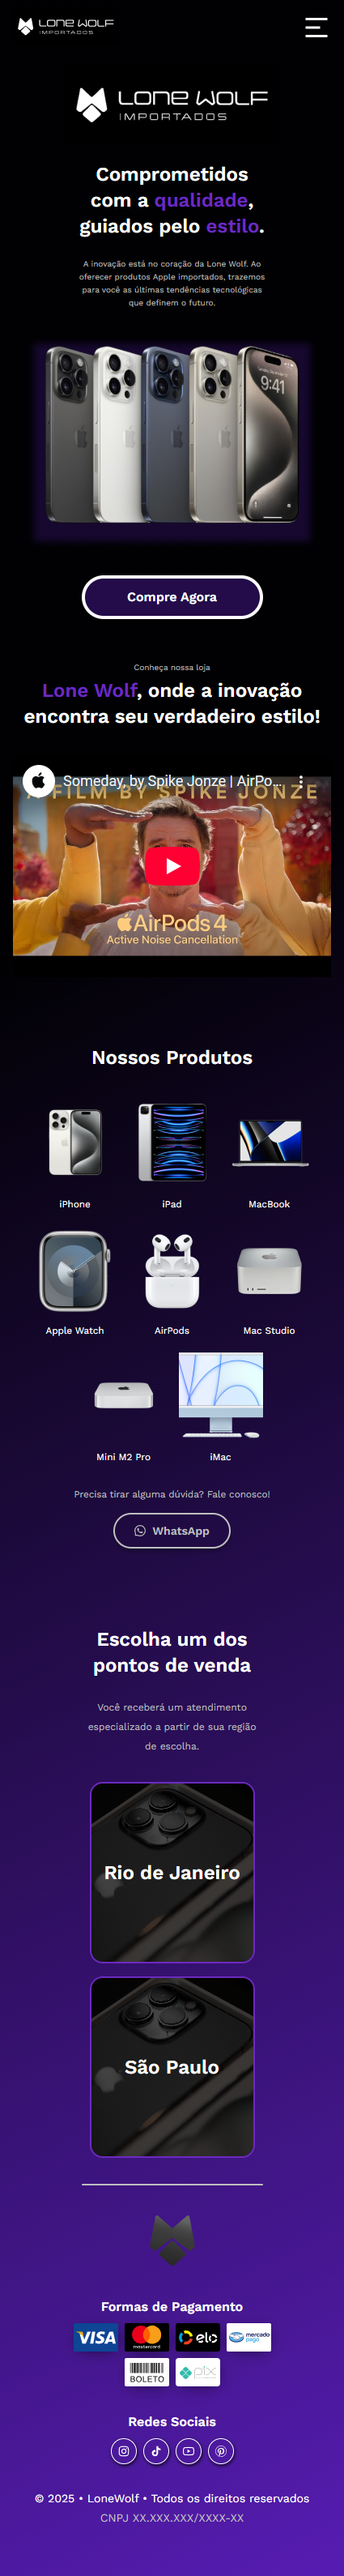 LONE WOLF
IMPORTADOS
LONE WOLF
IMPORTADOS
Comprometidos
com a qualidade,
guiados pelo estilo.
A inovação está no coração da Lone Wolf. Ao
oferecer produtos Apple importados, trazemos
para você as últimas tendências tecnológicas
que definem o futuro.
9:41
Compre Agora
Conheça nossa loja
Lone Wolf, onde a inovação
encontra seu verdadeiro estilo!
Someday, by Spike Jonze | AirPo...
A FILM BY SPIKE JONZE
AirPods 4
Active Noise Cancellation
Nossos Produtos
iPhone
iPad
MacBook
Apple Watch
AirPods
Mac Studio
Mini M2 Pro
iMac
Precisa tirar alguma dúvida? Fale conosco!
WhatsApp
Escolha um dos
pontos de venda
Você receberá um atendimento
especializado a partir de sua região
de escolha.
Rio de Janeiro
São Paulo
Formas de Pagamento
VISA
mastercard
elo
mercado
pago
BOLETO
pix
Redes Sociais
© 2025 • LoneWolf • Todos os direitos reservados
CNPJ XX.XXX.XXX/XXXX-XX